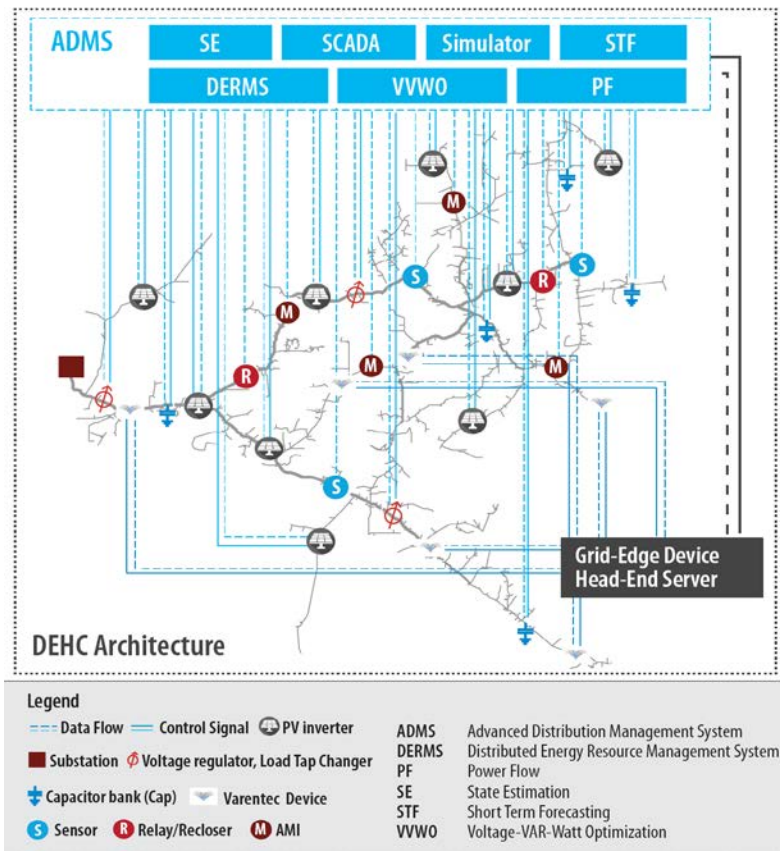 ADMS SE SCADA Simulator STF
DERMS VVWO PF
M
S
S
R
M
M
M
R
S
Grid-Edge Device
Head-End Server
DEHC Architecture
Legend
Data Flow Control Signal PV inverter
Substation Voltage regulator, Load Tap Changer
Capacitor bank (Cap) Varentec Device
S Sensor R Relay/Recloser M AMI
ADMS Advanced Distribution Management System
DERMS Distributed Energy Resource Management System
PF Power Flow
SE State Estimation
STF Short Term Forecasting
VVWO Voltage-VAR-Watt Optimization